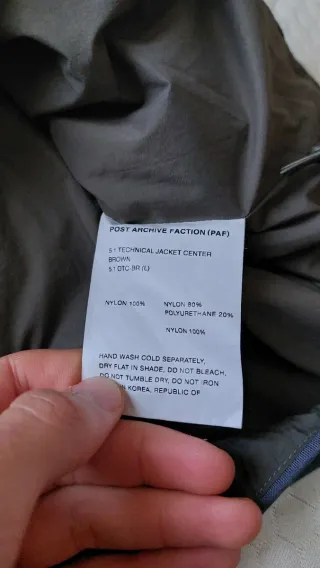 POST ARCHIVE FACTION (PAF)
5.1 TECHNICAL JACKET CENTER
BROWN
5.1 OTC-BR (L)
NYLON 100% NYLON 80%
POLYURETHANE 20%
NYLON 100%
HAND WASH COLD SEPARATELY,
DRY FLAT IN SHADE, DO NOT BLEACH,
DO NOT TUMBLE DRY, DO NOT IRON
KOREA, REPUBLIC OF